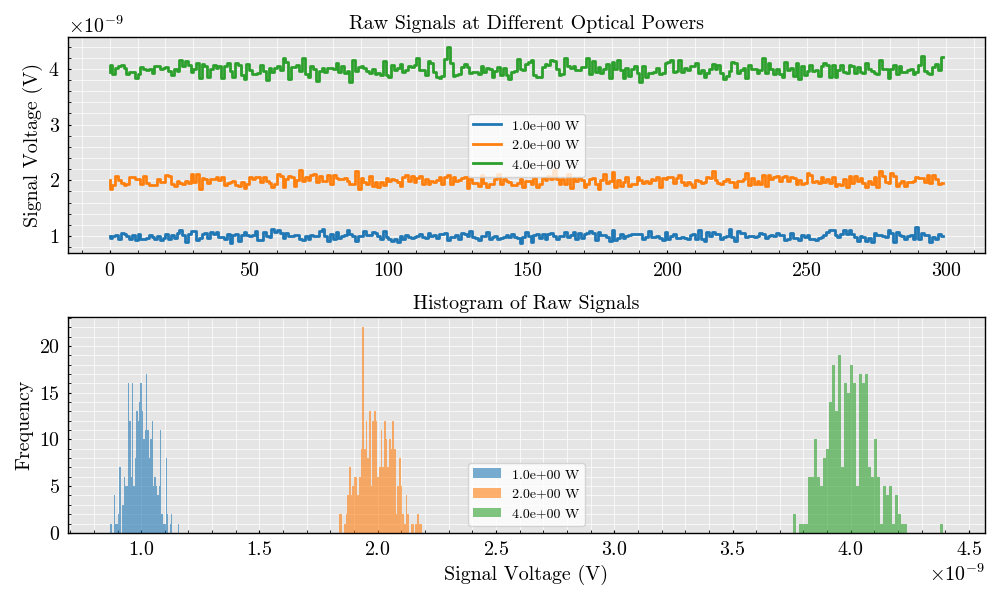 Raw Signals at Different Optical Powers
×10⁻⁹
Signal Voltage (V)
4
3
2
1
1.0e+00 W
2.0e+00 W
4.0e+00 W
0 50 100 150 200 250 300
Histogram of Raw Signals
Frequency
20
15
10
5
0
1.0e+00 W
2.0e+00 W
4.0e+00 W
1.0 1.5 2.0 2.5 3.0 3.5 4.0 4.5
Signal Voltage (V)
×10⁻⁹